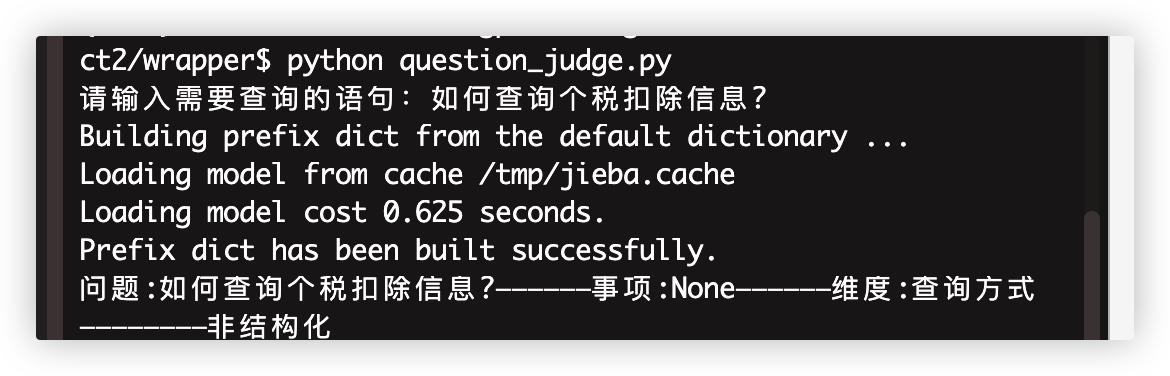 ct2/wrapper$ python question_judge.py
请输入需要查询的语句: 如何查询个税扣除信息?
Building prefix dict from the default dictionary ...
Loading model from cache /tmp/jieba.cache
Loading model cost 0.625 seconds.
Prefix dict has been built successfully.
问题:如何查询个税扣除信息?——————事项:None——————维度:查询方式
————————非结构化